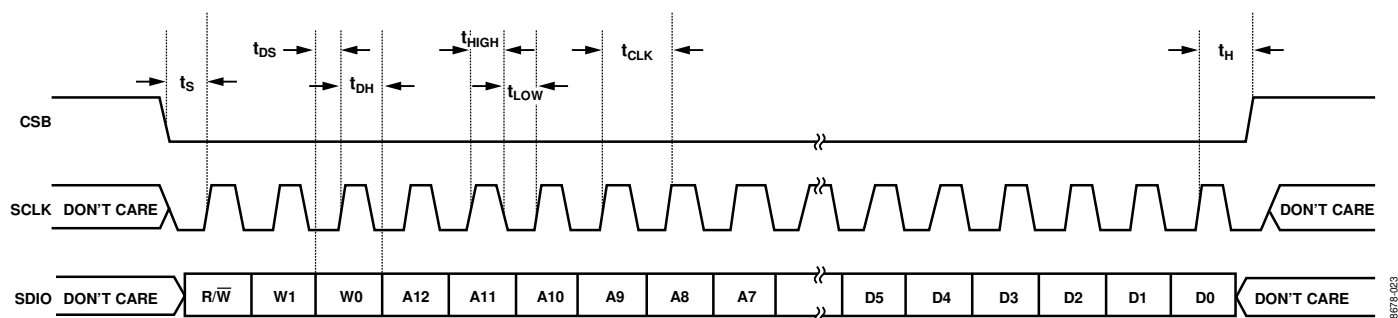 tDS
tHIGH
tCLK
tH
tS
tDH
tLOW
CSB
SCLK DON'T CARE DON'T CARE
SDIO DON'T CARE R/W̅ W1 W0 A12 A11 A10 A9 A8 A7 D5 D4 D3 D2 D1 D0 DON'T CARE
8678-023